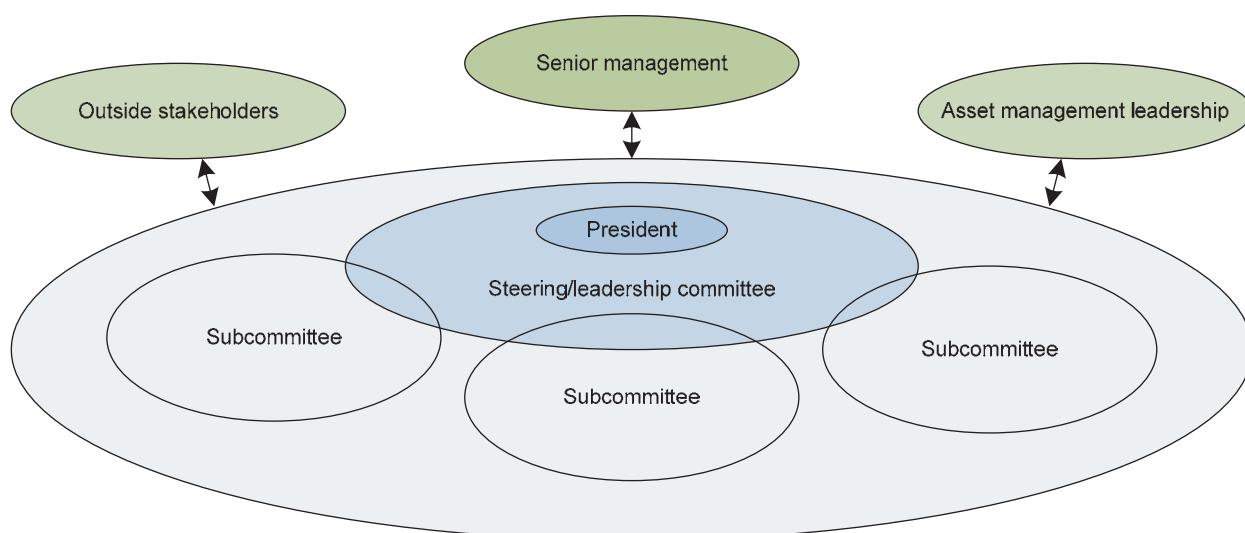 Senior management
Outside stakeholders
Asset management leadership
President
Steering/leadership committee
Subcommittee
Subcommittee
Subcommittee